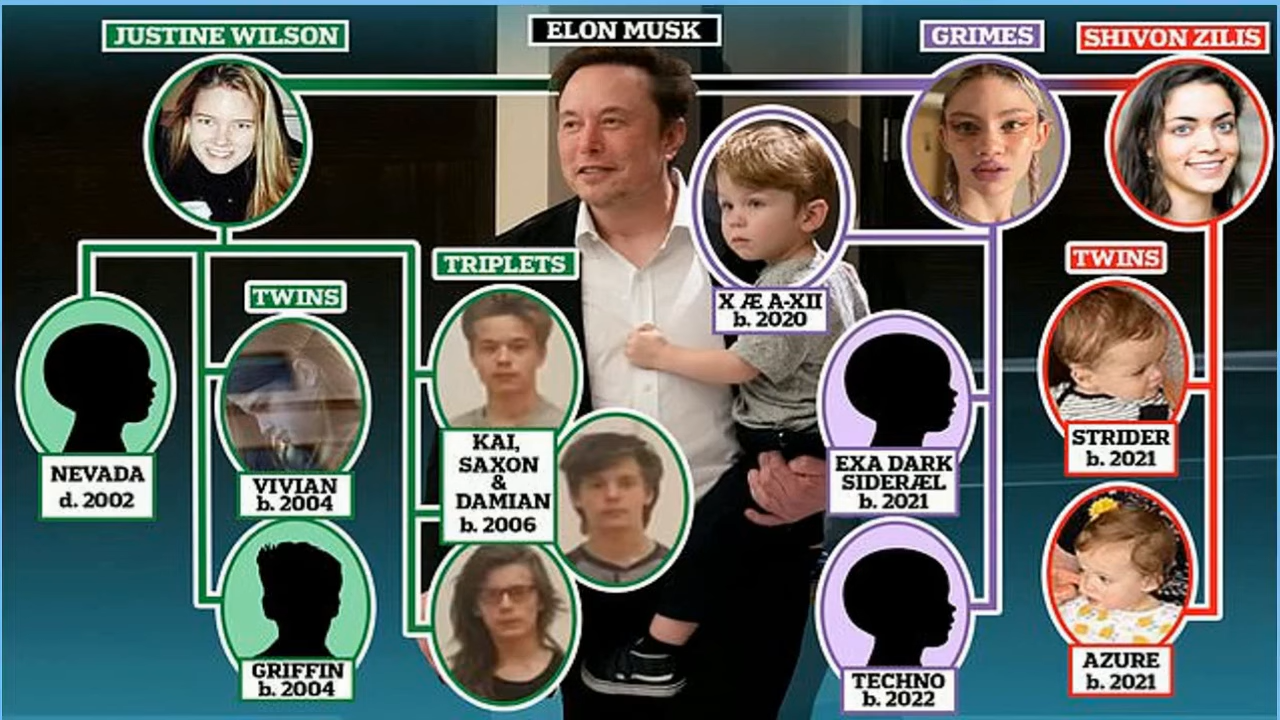 JUSTINE WILSON
ELON MUSK
GRIMES
SHIVON ZILIS
TRIPLETS
TWINS
TWINS
X Æ A-XII
b. 2020
NEVADA
d. 2002
VIVIAN
b. 2004
KAI,
SAXON
&
DAMIAN
b. 2006
EXA DARK
SIDERÆL
b. 2021
STRIDER
b. 2021
GRIFFIN
b. 2004
TECHNO
b. 2022
AZURE
b. 2021